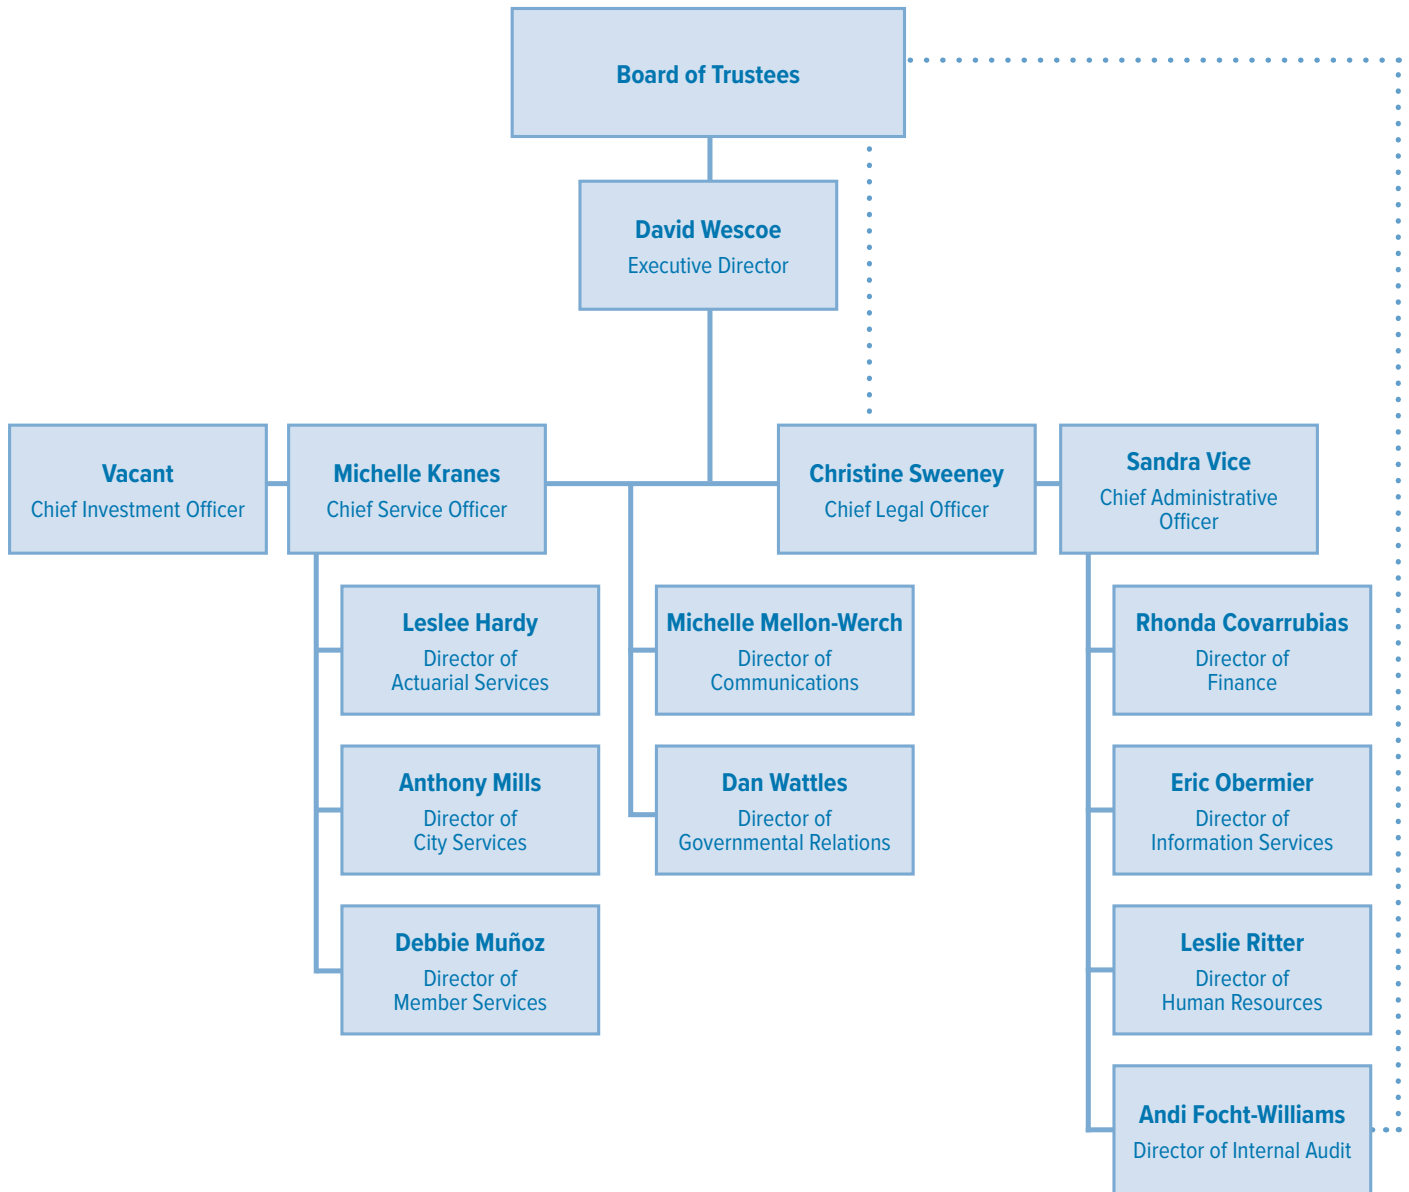 Board of Trustees
David Wescoe
Executive Director
Vacant
Chief Investment Officer
Michelle Kranes
Chief Service Officer
Christine Sweeney
Chief Legal Officer
Sandra Vice
Chief Administrative
Officer
Leslee Hardy
Director of
Actuarial Services
Anthony Mills
Director of
City Services
Debbie Muñoz
Director of
Member Services
Michelle Mellon-Werch
Director of
Communications
Dan Wattles
Director of
Governmental Relations
Rhonda Covarrubias
Director of
Finance
Eric Obermier
Director of
Information Services
Leslie Ritter
Director of
Human Resources
Andi Focht-Williams
Director of Internal Audit